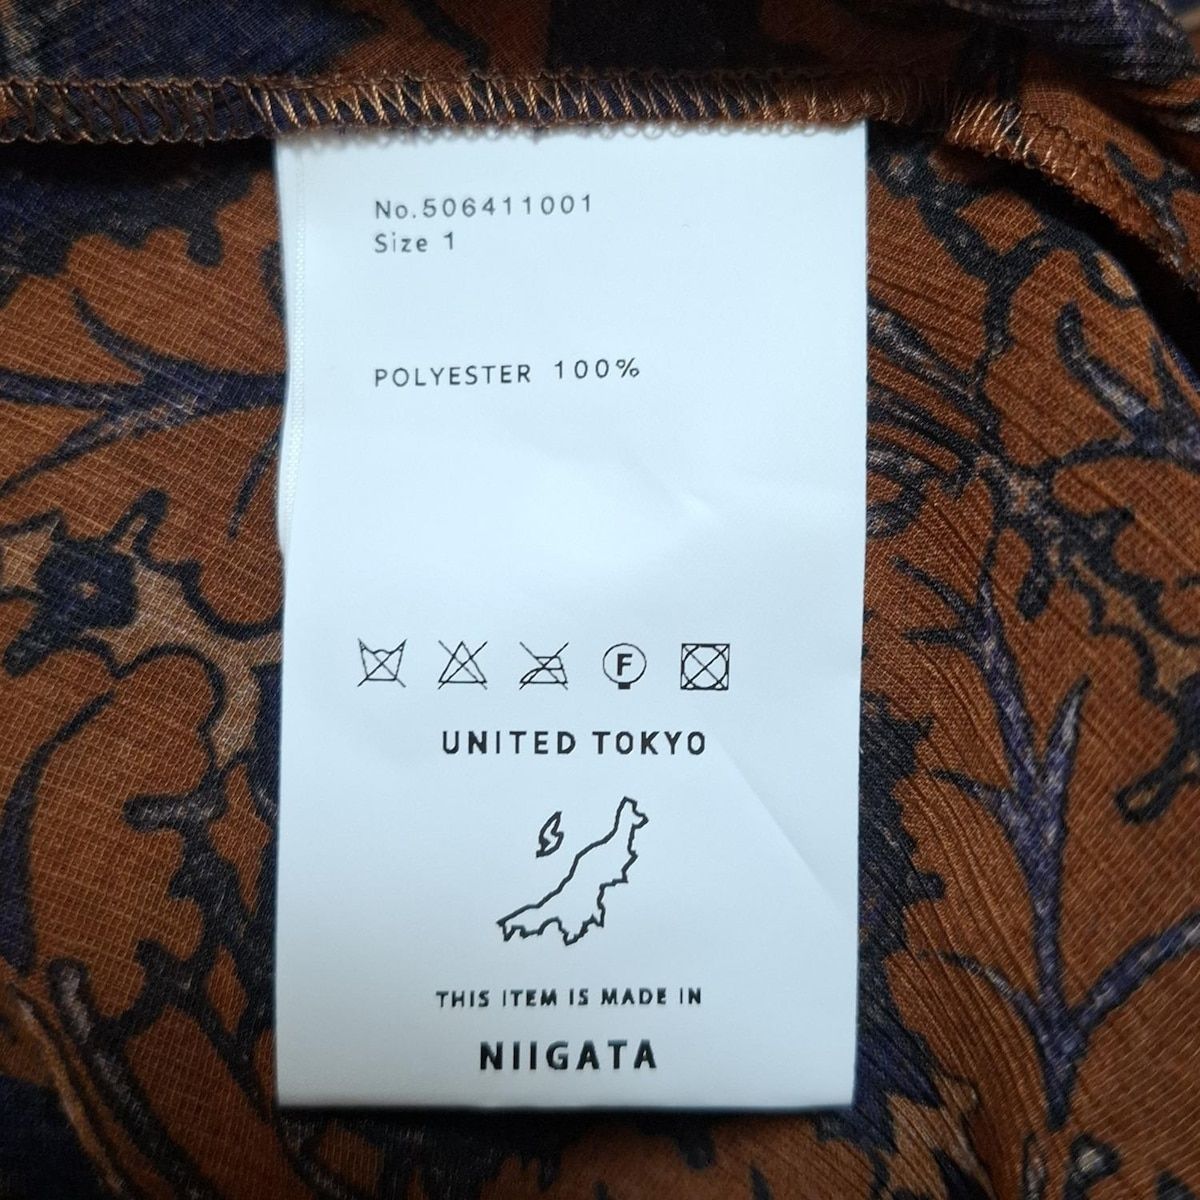 No.506411001
Size 1
POLYESTER 100%
F
UNITED TOKYO
THIS ITEM IS MADE IN
NIIGATA